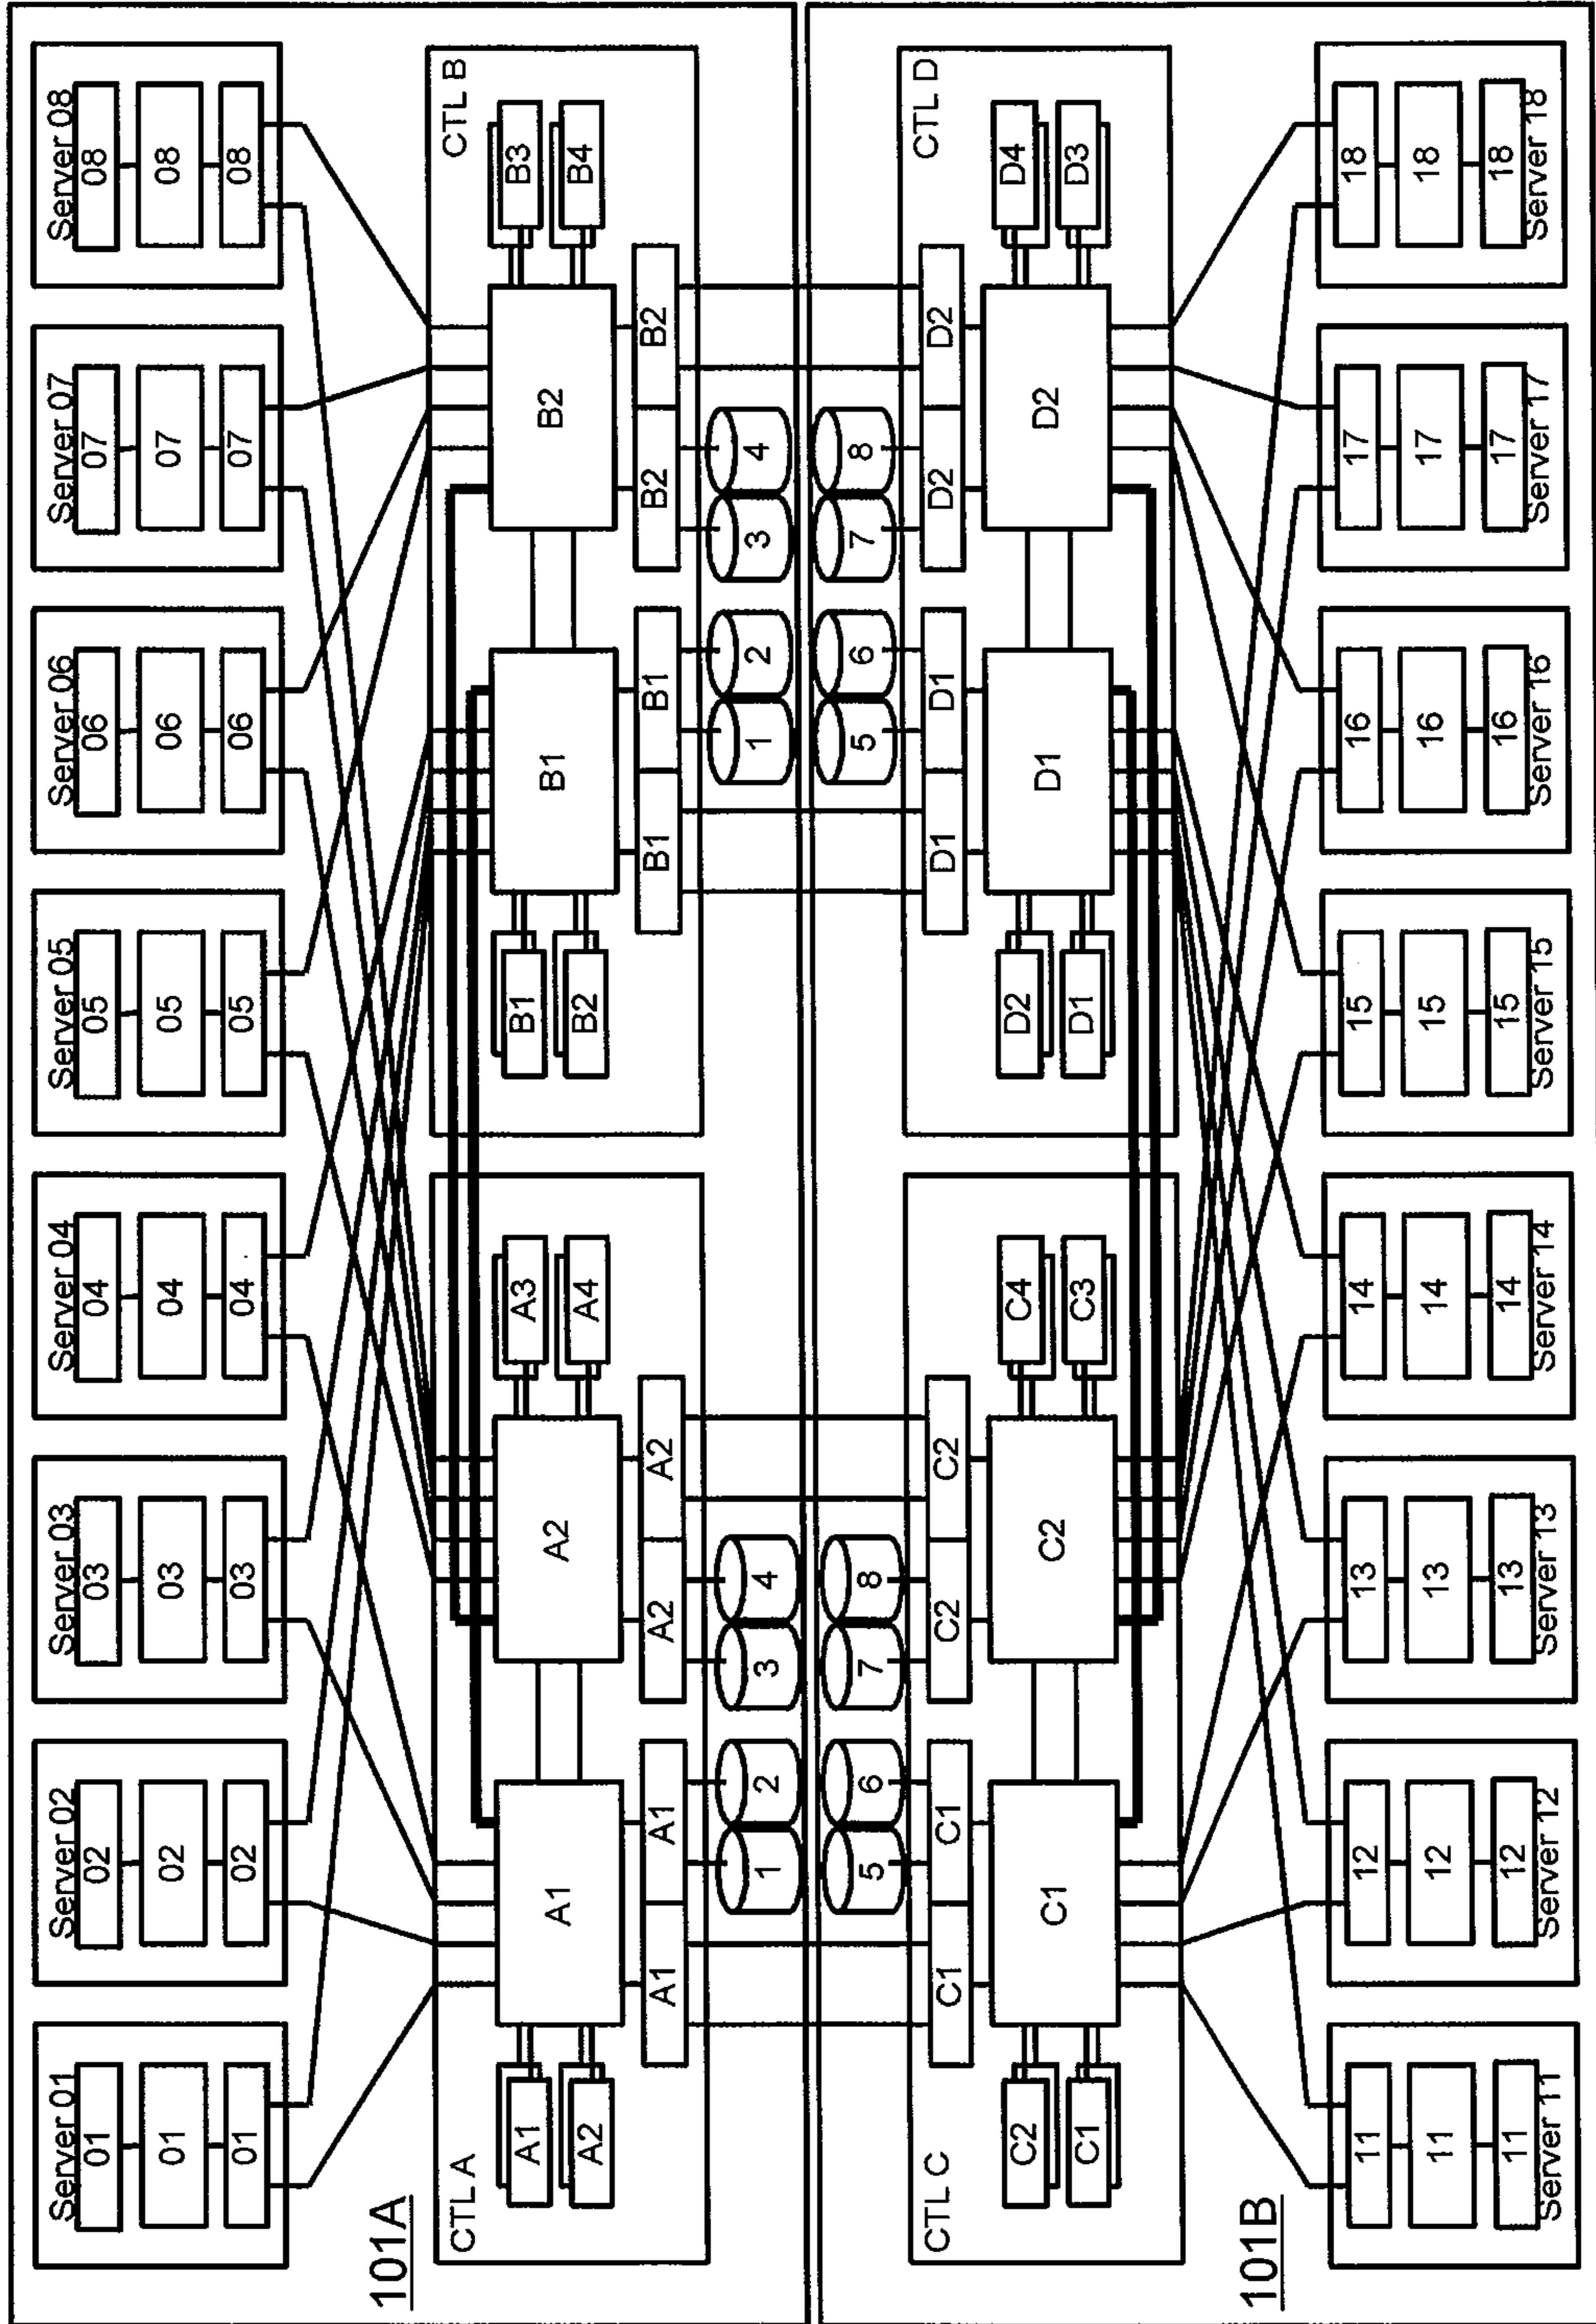 Server 01
01
01
01
Server 02
02
02
02
Server 03
03
03
03
Server 04
04
04
04
Server 05
05
05
05
Server 06
06
06
06
Server 07
07
07
07
Server 08
08
08
08
101A
CTL A
A1
A2
A1
A2
A3
A4
A1
A1
A2
A2
1
2
3
4
CTL B
B1
B2
B1
B2
B3
B4
B1
B1
B2
B2
1
2
3
4
5
6
7
8
C1
C1
C2
C2
C2
C1
C1
C2
C4
C3
CTL C
5
6
7
8
D1
D1
D2
D2
D2
D1
D1
D2
D4
D3
CTL D
101B
11
11
11
Server 11
12
12
12
Server 12
13
13
13
Server 13
14
14
14
Server 14
15
15
15
Server 15
16
16
16
Server 16
17
17
17
Server 17
18
18
18
Server 18